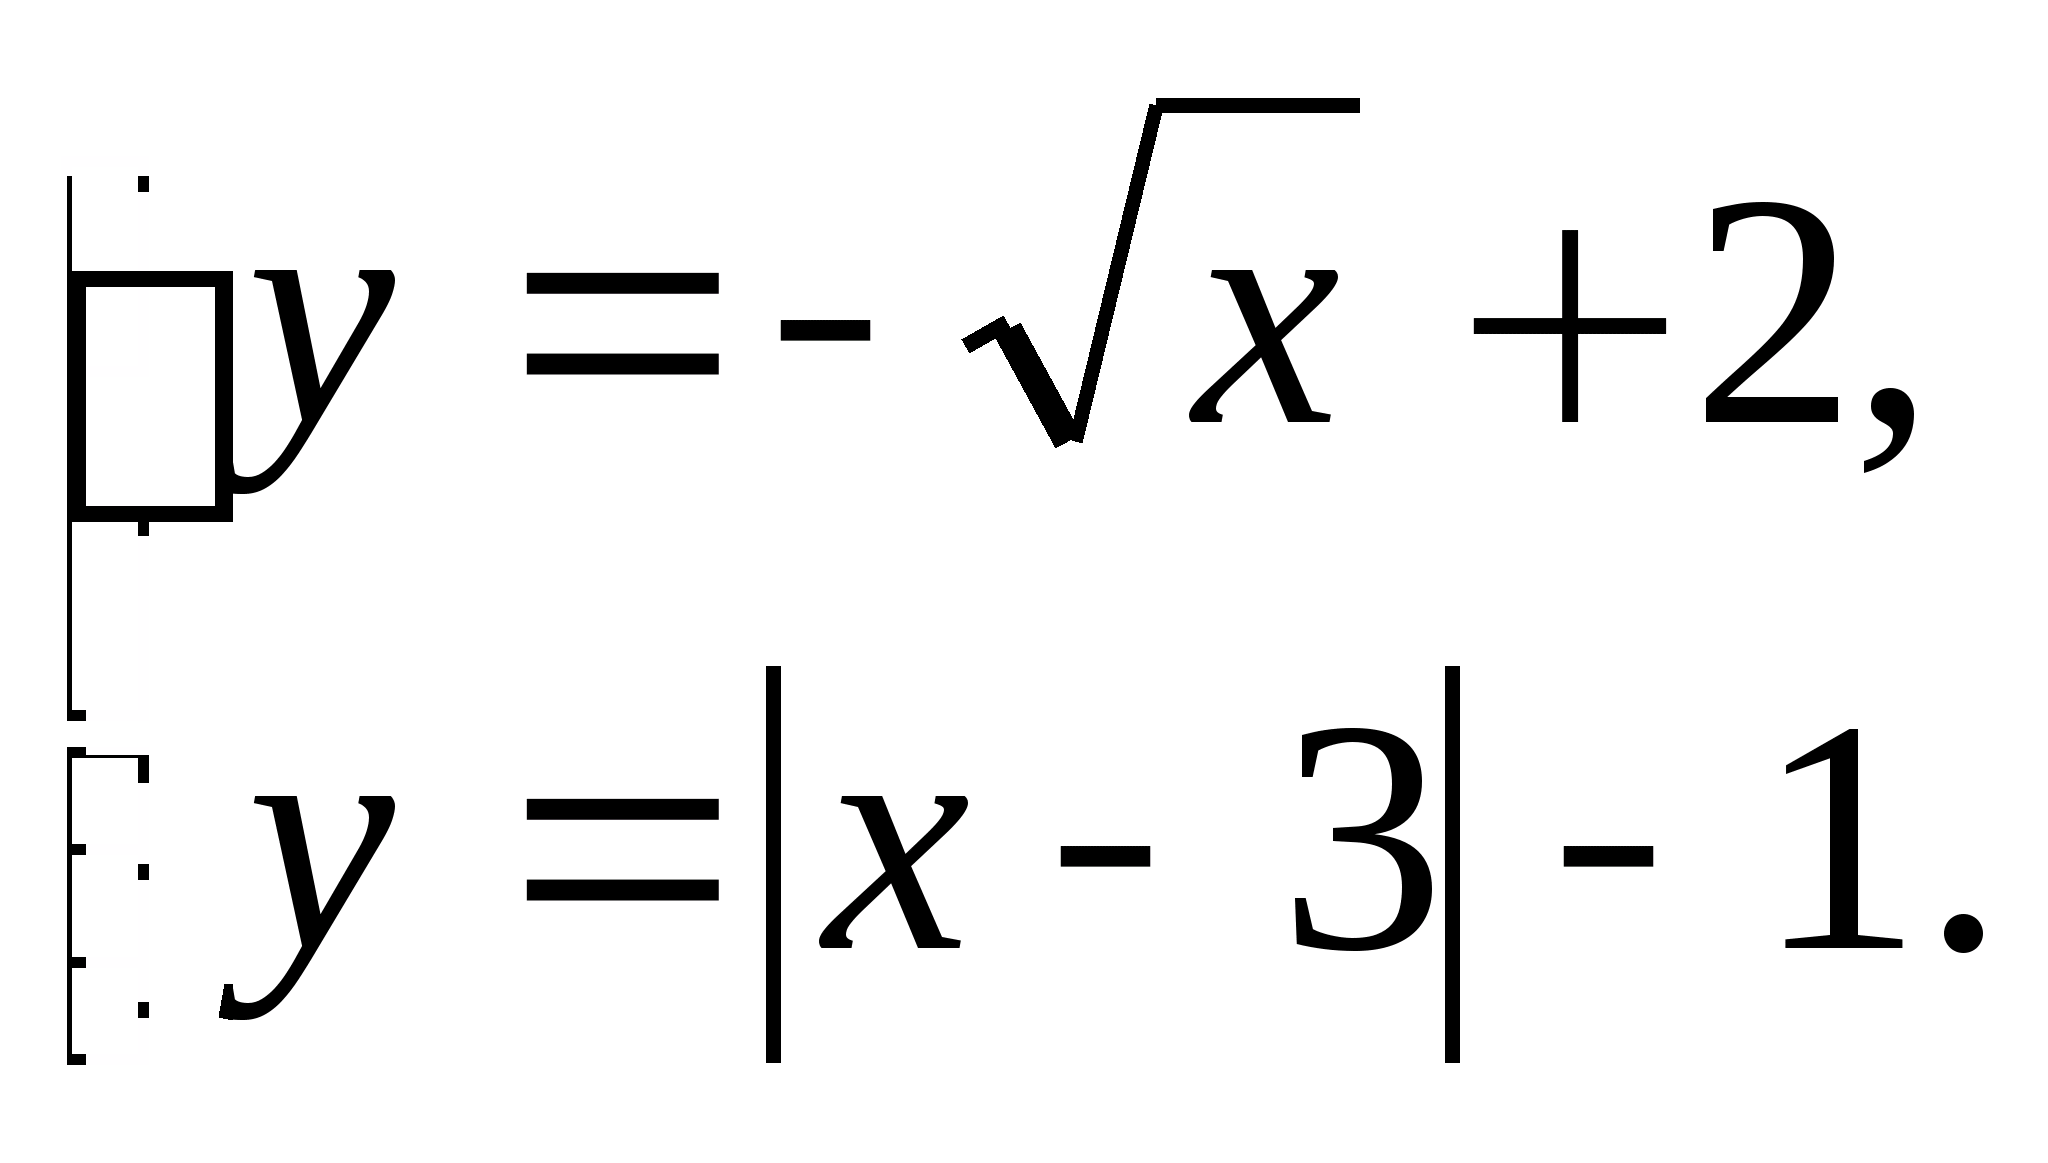 y = -√x + 2,
y = |x - 3| - 1.